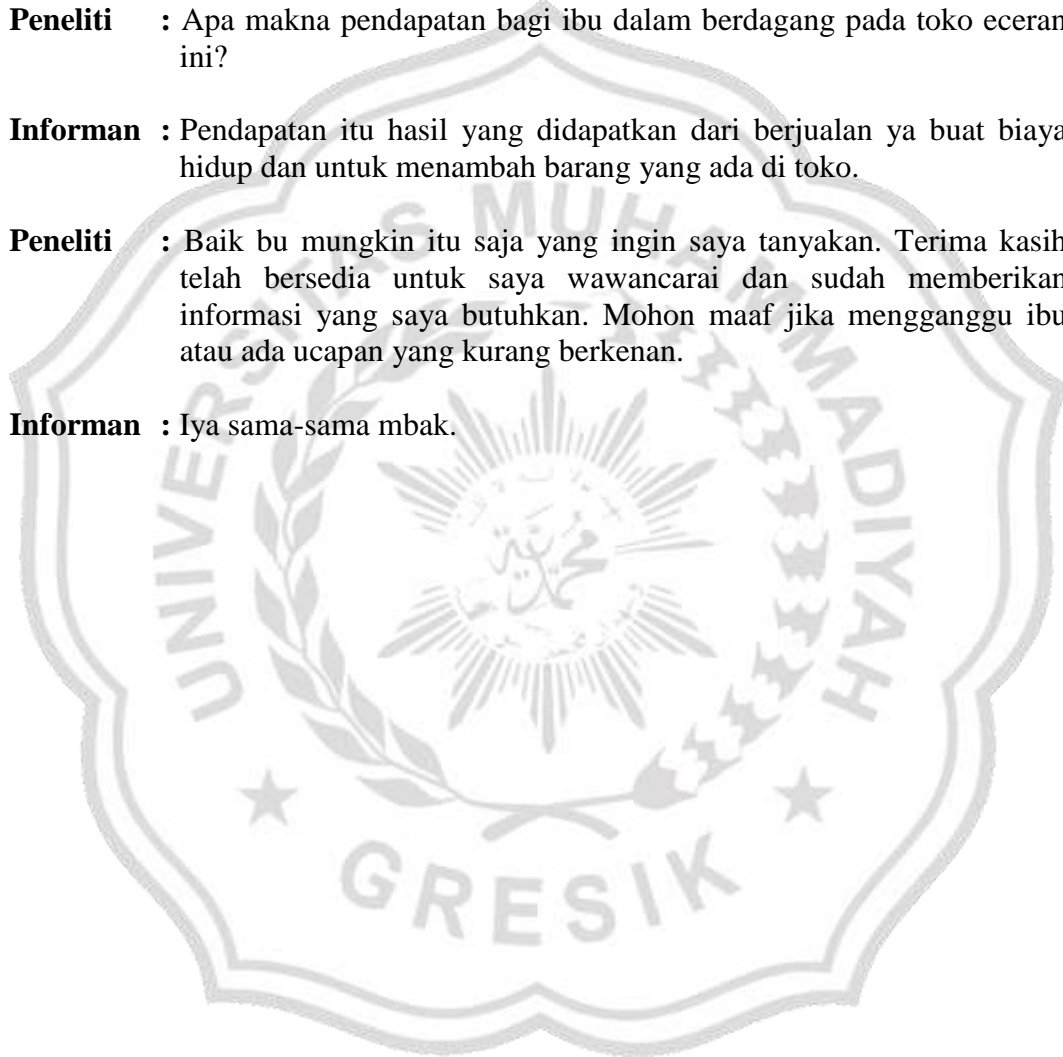 Peneliti : Apa makna pendapatan bagi ibu dalam berdagang pada toko eceran
ini?
Informan : Pendapatan itu hasil yang didapatkan dari berjualan ya buat biaya
hidup dan untuk menambah barang yang ada di toko.
Peneliti : Baik bu mungkin itu saja yang ingin saya tanyakan. Terima kasih
telah bersedia untuk saya wawancarai dan sudah memberikan
informasi yang saya butuhkan. Mohon maaf jika mengganggu ibu
atau ada ucapan yang kurang berkenan.
Informan : Iya sama-sama mbak.
UNIVERSITAS MUHAMMADIYAH
GRESIK